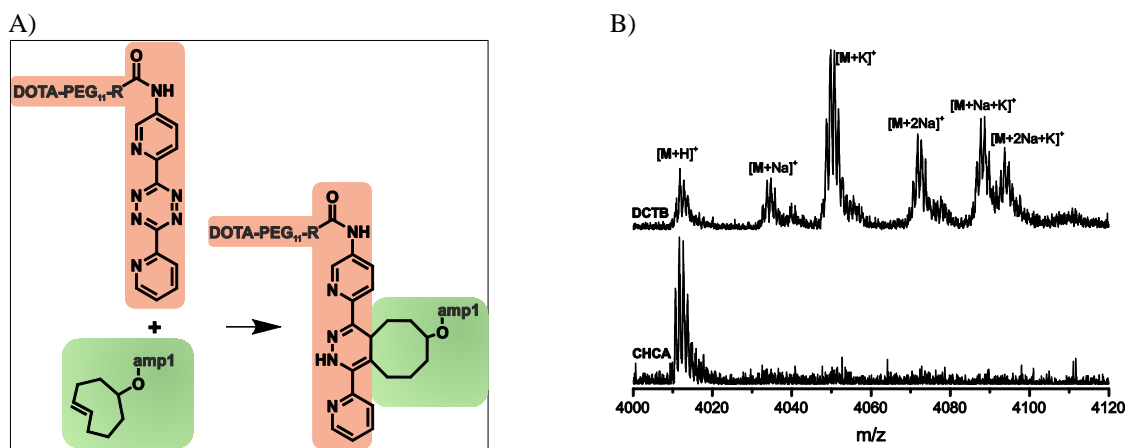 A)
O
DOTA-PEG₁₁-R
NH
N
N
N
N
N
N
+
amp1
O
O
DOTA-PEG₁₁-R
NH
N
amp1
O
N
HN
N
B)
[M+K]⁺
[M+Na+K]⁺
[M+2Na]⁺
[M+2Na+K]⁺
[M+H]⁺
[M+Na]⁺
DCTB
CHCA
4000 4020 4040 4060 4080 4100 4120
m/z